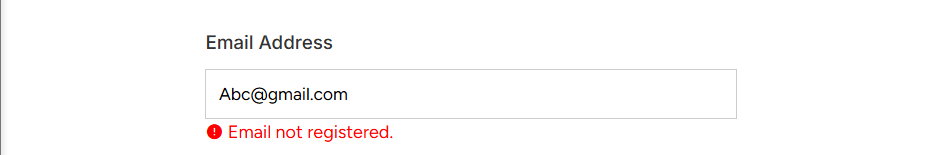 Email Address
Abc@gmail.com
Email not registered.